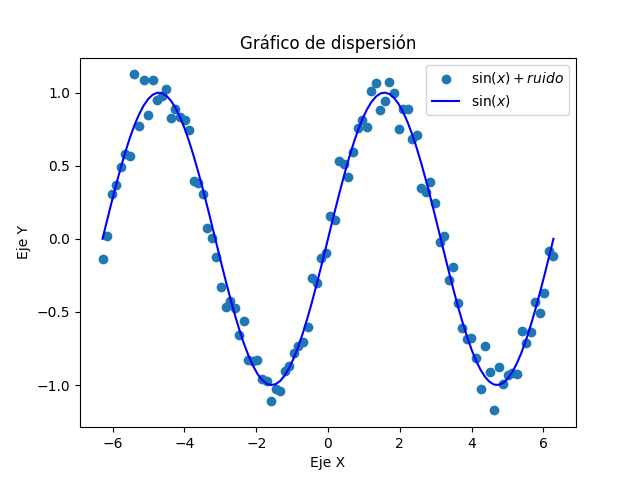 Gráfico de dispersión
sin(x) + ruido
sin(x)
Eje Y
1.0
0.5
0.0
−0.5
−1.0
−6 −4 −2 0 2 4 6
Eje X